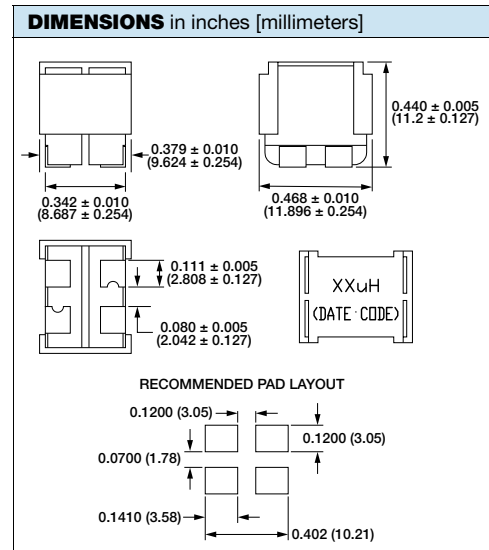 DIMENSIONS in inches [millimeters]
0.440 ± 0.005
(11.2 ± 0.127)
0.379 ± 0.010
(9.624 ± 0.254)
0.342 ± 0.010
(8.687 ± 0.254)
0.468 ± 0.010
(11.896 ± 0.254)
0.111 ± 0.005
(2.808 ± 0.127)
0.080 ± 0.005
(2.042 ± 0.127)
XXuH
(DATE CODE)
RECOMMENDED PAD LAYOUT
0.1200 (3.05)
0.1200 (3.05)
0.0700 (1.78)
0.1410 (3.58)
0.402 (10.21)